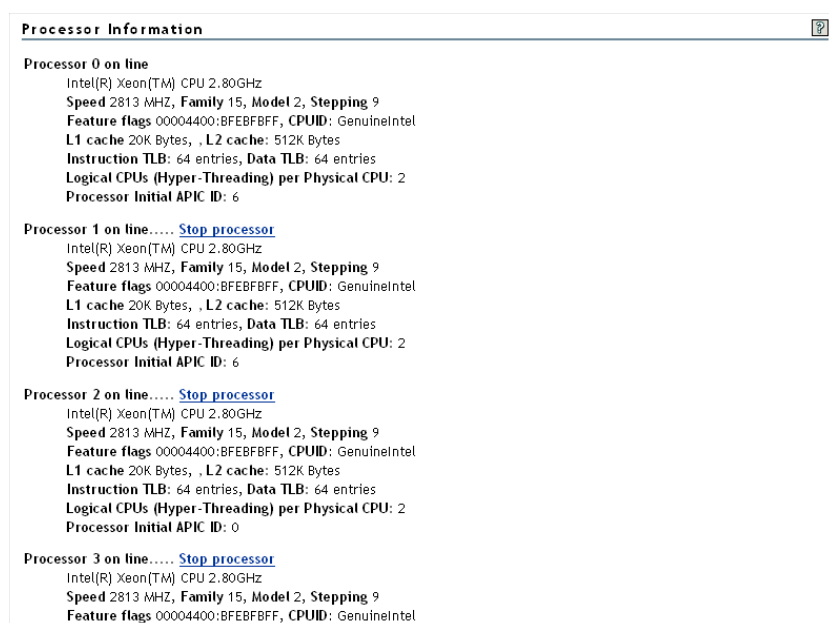 Processor Information
?
Processor 0 on line
Intel(R) Xeon(TM) CPU 2.80GHz
Speed 2813 MHZ, Family 15, Model 2, Stepping 9
Feature flags 00004400:BFEBFBFF, CPUID: GenuineIntel
L1 cache 20K Bytes, , L2 cache: 512K Bytes
Instruction TLB: 64 entries, Data TLB: 64 entries
Logical CPUs (Hyper-Threading) per Physical CPU: 2
Processor Initial APIC ID: 6
Processor 1 on line..... Stop processor
Intel(R) Xeon(TM) CPU 2.80GHz
Speed 2813 MHZ, Family 15, Model 2, Stepping 9
Feature flags 00004400:BFEBFBFF, CPUID: GenuineIntel
L1 cache 20K Bytes, , L2 cache: 512K Bytes
Instruction TLB: 64 entries, Data TLB: 64 entries
Logical CPUs (Hyper-Threading) per Physical CPU: 2
Processor Initial APIC ID: 6
Processor 2 on line..... Stop processor
Intel(R) Xeon(TM) CPU 2.80GHz
Speed 2813 MHZ, Family 15, Model 2, Stepping 9
Feature flags 00004400:BFEBFBFF, CPUID: GenuineIntel
L1 cache 20K Bytes, , L2 cache: 512K Bytes
Instruction TLB: 64 entries, Data TLB: 64 entries
Logical CPUs (Hyper-Threading) per Physical CPU: 2
Processor Initial APIC ID: 0
Processor 3 on line..... Stop processor
Intel(R) Xeon(TM) CPU 2.80GHz
Speed 2813 MHZ, Family 15, Model 2, Stepping 9
Feature flags 00004400:BFEBFBFF, CPUID: GenuineIntel